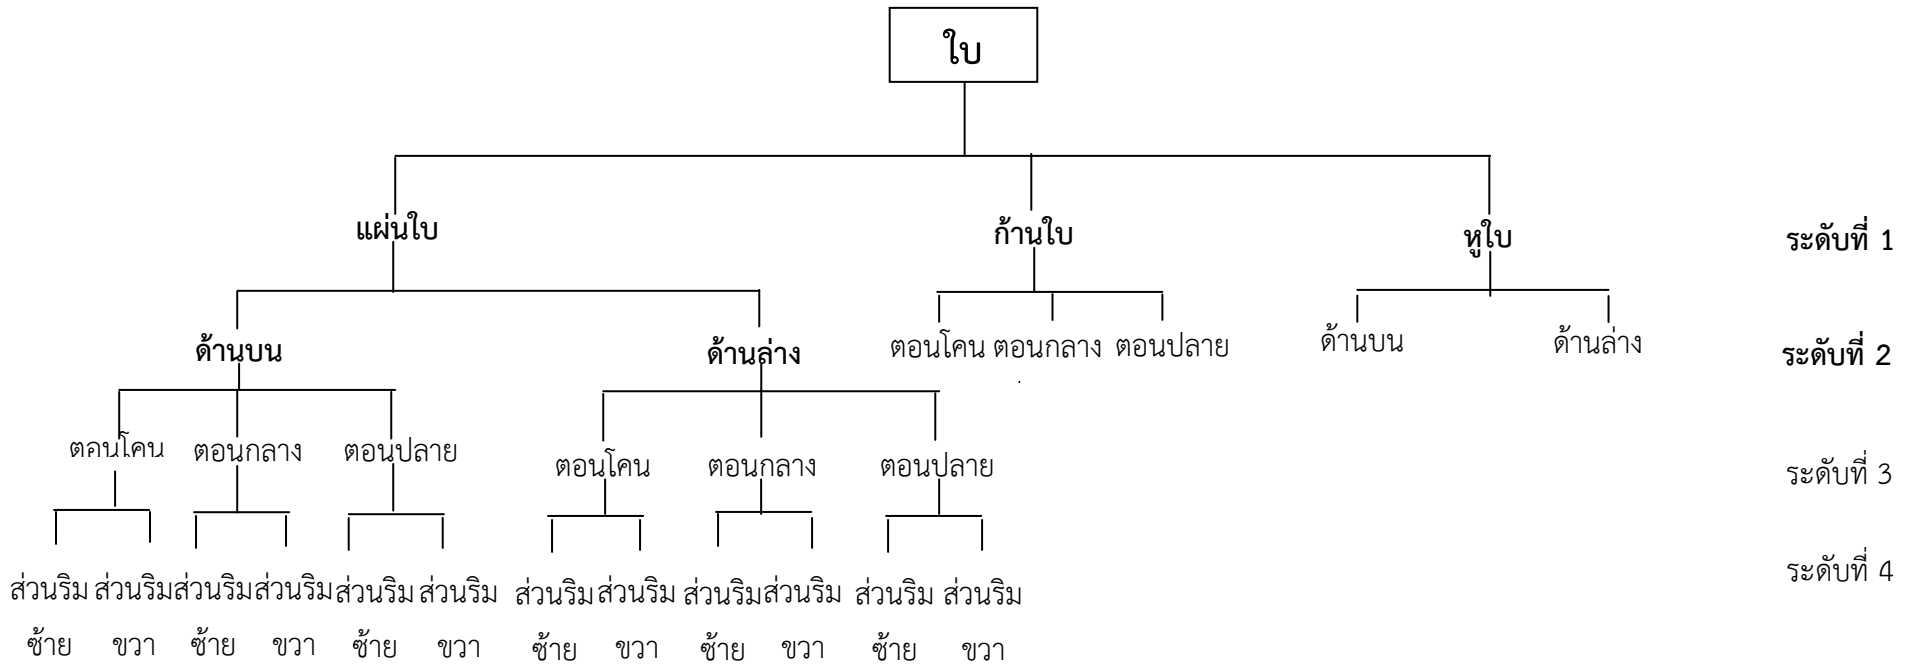 ใบ
แผ่นใบ ก้านใบ หูใบ ระดับที่ 1
ด้านบน ด้านล่าง ตอนโคน ตอนกลาง ตอนปลาย ด้านบน ด้านล่าง ระดับที่ 2
ตอนโคน ตอนกลาง ตอนปลาย ตอนโคน ตอนกลาง ตอนปลาย ระดับที่ 3
ส่วนริม ส่วนริม ส่วนริม ส่วนริม ส่วนริม ส่วนริม ส่วนริม ส่วนริม ส่วนริม ส่วนริม ส่วนริม ส่วนริม ระดับที่ 4
ซ้าย ขวา ซ้าย ขวา ซ้าย ขวา ซ้าย ขวา ซ้าย ขวา ซ้าย ขวา